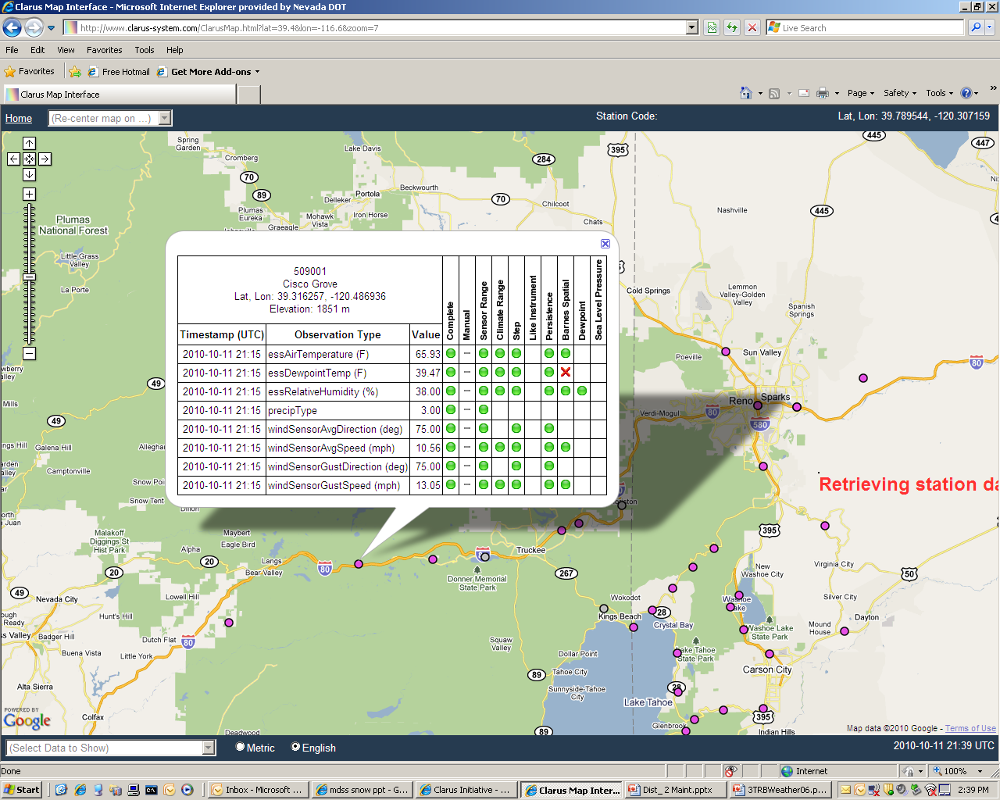 Clarus Map Interface - Microsoft Internet Explorer provided by Nevada DOT
http://www.clarus-system.com/ClarusMap.html?lat=39.4&lon=-116.6&zoom=7
Live Search
File Edit View Favorites Tools Help
Favorites Free Hotmail Get More Add-ons
Clarus Map Interface
Page Safety Tools
Home (Re-center map on ...) Station Code: Lat, Lon: 39.789544, -120.307159
Spring Garden
Cromberg
70
89
Plumas Eureka
Lake Davis
Delleker
Portola
Mohawk Vista
Iron Horse
Graeagle
284
Beckwourth
70
Chilcoot
Chats
395
445
447
Nashville
445
Plumas National Forest
Little Grass Valley
La Porte
509001
Cisco Grove
Lat, Lon: 39.316257, -120.486936
Elevation: 1851 m
Timestamp (UTC) Observation Type Value Complete Manual Sensor Range Climate Range Step Like Instrument Persistence Barnes Spatial Dewpoint Sea Level Pressure
2010-10-11 21:15 essAirTemperature (F) 65.93
2010-10-11 21:15 essDewpointTemp (F) 39.47
2010-10-11 21:15 essRelativeHumidity (%) 38.00
2010-10-11 21:15 precipType 3.00
2010-10-11 21:15 windSensorAvgDirection (deg) 75.00
2010-10-11 21:15 windSensorAvgSpeed (mph) 10.56
2010-10-11 21:15 windSensorGustDirection (deg) 75.00
2010-10-11 21:15 windSensorGustSpeed (mph) 13.05
Cold Springs
Lemmon Valley-Golden Valley
Spanish Springs
Poeville
Sun Valley
80
Reno Sparks
Verdi-Mogul
80
580
Retrieving station da
49
Mills
49
Galena Hill
Camptonville
Snow Tent
Malakoff Diggings St Hist Park
Maybert
Eagle Bird
Alpha
20
20
Langs
Bear Valley
80
80
Truckee
Donner Memorial State Park
267
395
New Washoe City
Virginia City
50
49
Nevada City
Lowell Hill
Hunt's Hill
Badger Hill
Dutch Flat
80
Buena Vista
Little York
Wokodot
Kings Beach
28
Crystal Bay
Washoe Lake
Washoe Lake State Park
Silver City
Mound House
Dayton
Squaw Valley
Dollar Point
Lake Tahoe State Park
Carson City
Alta Sierra
89
Tahoe City
Sunnyside-Tahoe City
28
Lake Tahoe
395
Colfax
Deadwood
89
Glenbrook
Indian Hills
POWERED BY
Google
Map data ©2010 Google - Terms of Use
(Select Data to Show) Metric English 2010-10-11 21:39 UTC
Done Internet 100%
Start Inbox - Microsoft ... mdss snow ppt - G... Clarus Initiative - ... Clarus Map Inter... Dist_ 2 Maint.pptx 3TRBWeather06.p... 2:39 PM